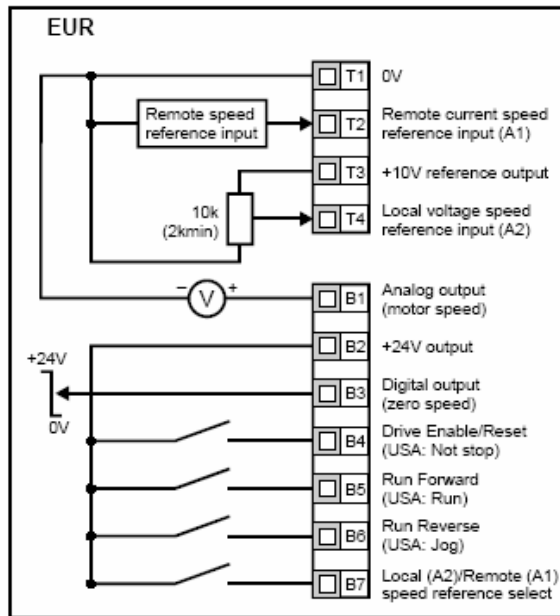 EUR
T1 0V
Remote speed
reference input
T2 Remote current speed
reference input (A1)
T3 +10V reference output
10k
(2kmin)
T4 Local voltage speed
reference input (A2)
− V +
B1 Analog output
(motor speed)
B2 +24V output
+24V
0V
B3 Digital output
(zero speed)
B4 Drive Enable/Reset
(USA: Not stop)
B5 Run Forward
(USA: Run)
B6 Run Reverse
(USA: Jog)
B7 Local (A2)/Remote (A1)
speed reference select